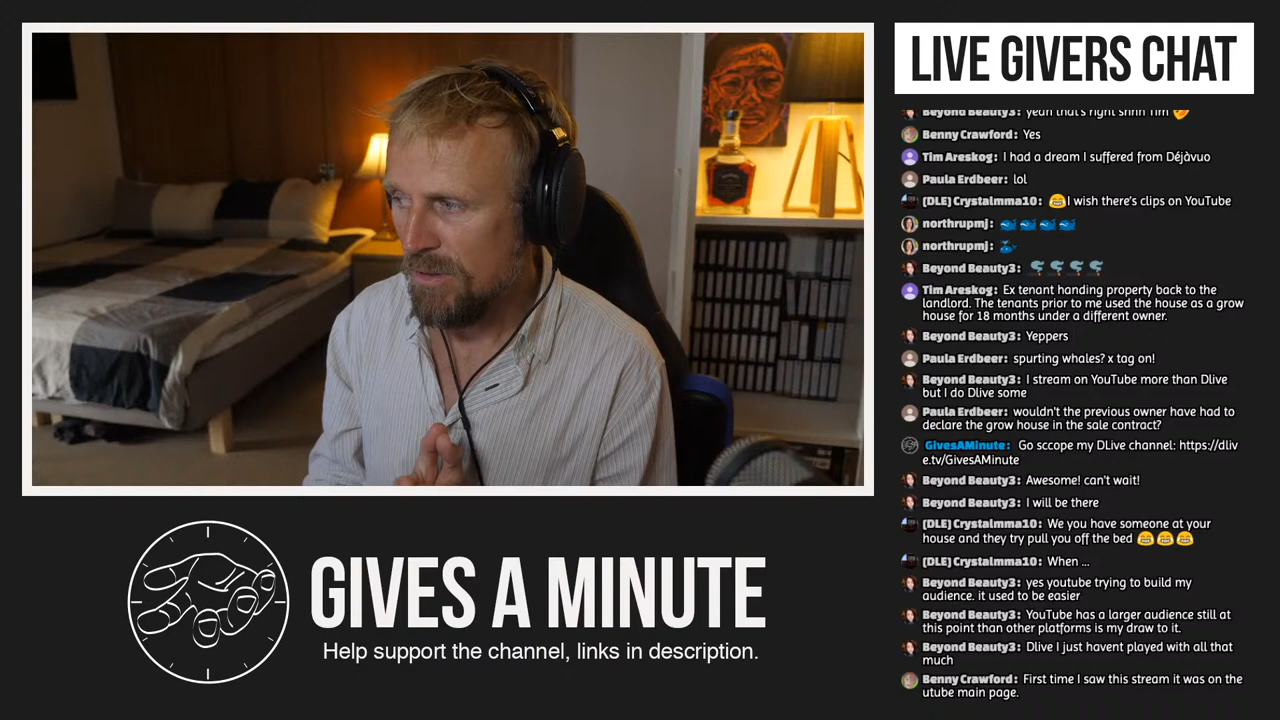 LIVE GIVERS CHAT
Beyond Beauty3: yeah that's right shhh Tim
Benny Crawford: Yes
Tim Areskog: I had a dream I suffered from Déjàvuo
Paula Erdbeer: lol
(DLE) Crystalmma10: 😂I wish there's clips on YouTube
northrupmj: 🐋🐋🐋🐋
northrupmj: 🐳
Beyond Beauty3:
Tim Areskog: Ex tenant handing property back to the
landlord. The tenants prior to me used the house as a grow
house for 18 months under a different owner.
Beyond Beauty3: Yeppers
Paula Erdbeer: spurting whales? x tag on!
Beyond Beauty3: I stream on YouTube more than Dlive
but I do Dlive some
Paula Erdbeer: wouldn't the previous owner have had to
declare the grow house in the sale contract?
GivesAMinute: Go sccope my DLive channel: https://dliv
e.tv/GivesAMinute
Beyond Beauty3: Awesome! can't wait!
Beyond Beauty3: I will be there
(DLE) Crystalmma10: We you have someone at your
house and they try pull you off the bed 😂😂😂
(DLE) Crystalmma10: When ...
Beyond Beauty3: yes youtube trying to build my
audience. it used to be easier
Beyond Beauty3: YouTube has a larger audience still at
this point than other platforms is my draw to it.
Beyond Beauty3: Dlive I just havent played with all that
much
Benny Crawford: First time I saw this stream it was on the
utube main page.
GIVES A MINUTE
Help support the channel, links in description.